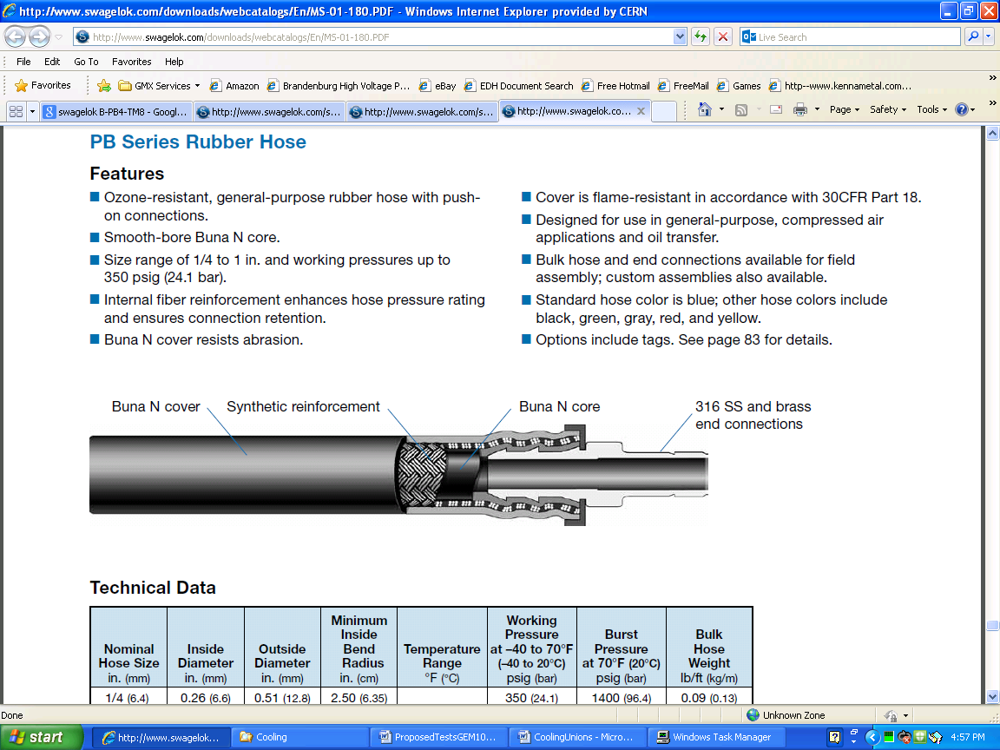 http://www.swagelok.com/downloads/webcatalogs/En/MS-01-180.PDF - Windows Internet Explorer provided by CERN
http://www.swagelok.com/downloads/webcatalogs/En/MS-01-180.PDF
Live Search
File Edit Go To Favorites Help
Favorites GMX Services Amazon Brandenburg High Voltage P... eBay EDH Document Search Free Hotmail FreeMail Games http--www.kennametal.com...
swagelok B-PB4-TM8 - Googl... http://www.swagelok.com/s... http://www.swagelok.com/s... http://www.swagelok.co... Page Safety Tools
PB Series Rubber Hose
Features
■ Ozone-resistant, general-purpose rubber hose with push-
on connections.
■ Smooth-bore Buna N core.
■ Size range of 1/4 to 1 in. and working pressures up to
350 psig (24.1 bar).
■ Internal fiber reinforcement enhances hose pressure rating
and ensures connection retention.
■ Buna N cover resists abrasion.
■ Cover is flame-resistant in accordance with 30CFR Part 18.
■ Designed for use in general-purpose, compressed air
applications and oil transfer.
■ Bulk hose and end connections available for field
assembly; custom assemblies also available.
■ Standard hose color is blue; other hose colors include
black, green, gray, red, and yellow.
■ Options include tags. See page 83 for details.
Buna N cover
Synthetic reinforcement
Buna N core
316 SS and brass
end connections
Technical Data
Nominal
Hose Size
in. (mm)
Inside
Diameter
in. (mm)
Outside
Diameter
in. (mm)
Minimum
Inside
Bend
Radius
in. (cm)
Temperature
Range
°F (°C)
Working
Pressure
at –40 to 70°F
(–40 to 20°C)
psig (bar)
Burst
Pressure
at 70°F (20°C)
psig (bar)
Bulk
Hose
Weight
lb/ft (kg/m)
1/4 (6.4) 0.26 (6.6) 0.51 (12.8) 2.50 (6.35) 350 (24.1) 1400 (96.4) 0.09 (0.13)
Done Unknown Zone
start http://www.swagelok... Cooling ProposedTestsGEM10... CoolingUnions - Micro... Windows Task Manager 4:57 PM